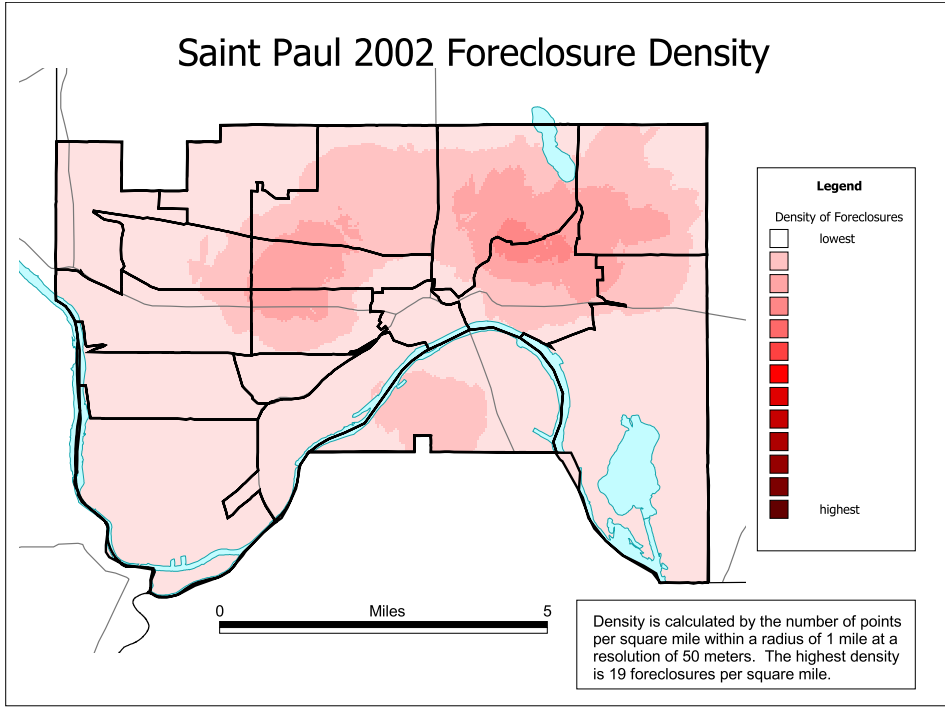 Saint Paul 2002 Foreclosure Density
Legend
Density of Foreclosures
lowest
highest
0 Miles 5
Density is calculated by the number of points
per square mile within a radius of 1 mile at a
resolution of 50 meters.  The highest density
is 19 foreclosures per square mile.